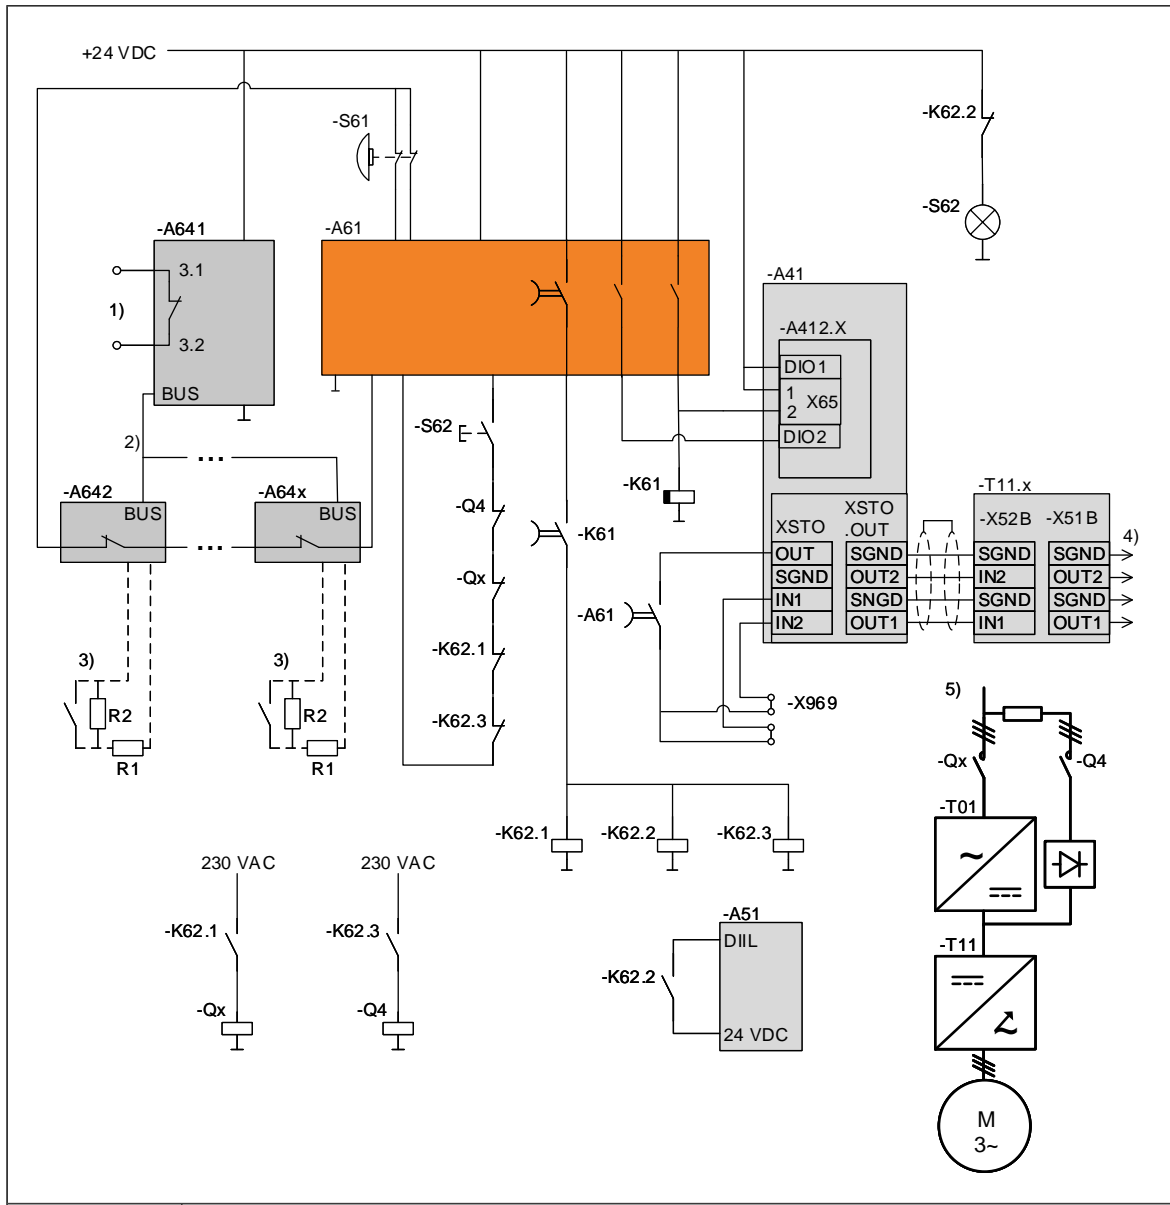 +24 VDC
-S61
-K62.2
-S62
-A641
3.1
1)
3.2
BUS
-A61
-A41
-A412.X
DIO1
1
2
X65
DIO2
2)
...
-S62
-K61
-A642
BUS
...
-A64x
BUS
-Q4
-K61
-Qx
-A61
-K62.1
-K62.3
XSTO
OUT
SGND
IN1
IN2
XSTO
.OUT
SGND
OUT2
SNGD
OUT1
-T11.x
-X52B
-X51B
SGND
IN2
SGND
IN1
SGND
OUT2
SGND
OUT1
4)
3)
R2
R1
3)
R2
R1
-X969
5)
-Qx
-Q4
-T01
-T11
M
3~
-K62.1
-K62.2
-K62.3
230 VAC
-K62.1
-Qx
230 VAC
-K62.3
-Q4
-A51
DIIL
-K62.2
24 VDC